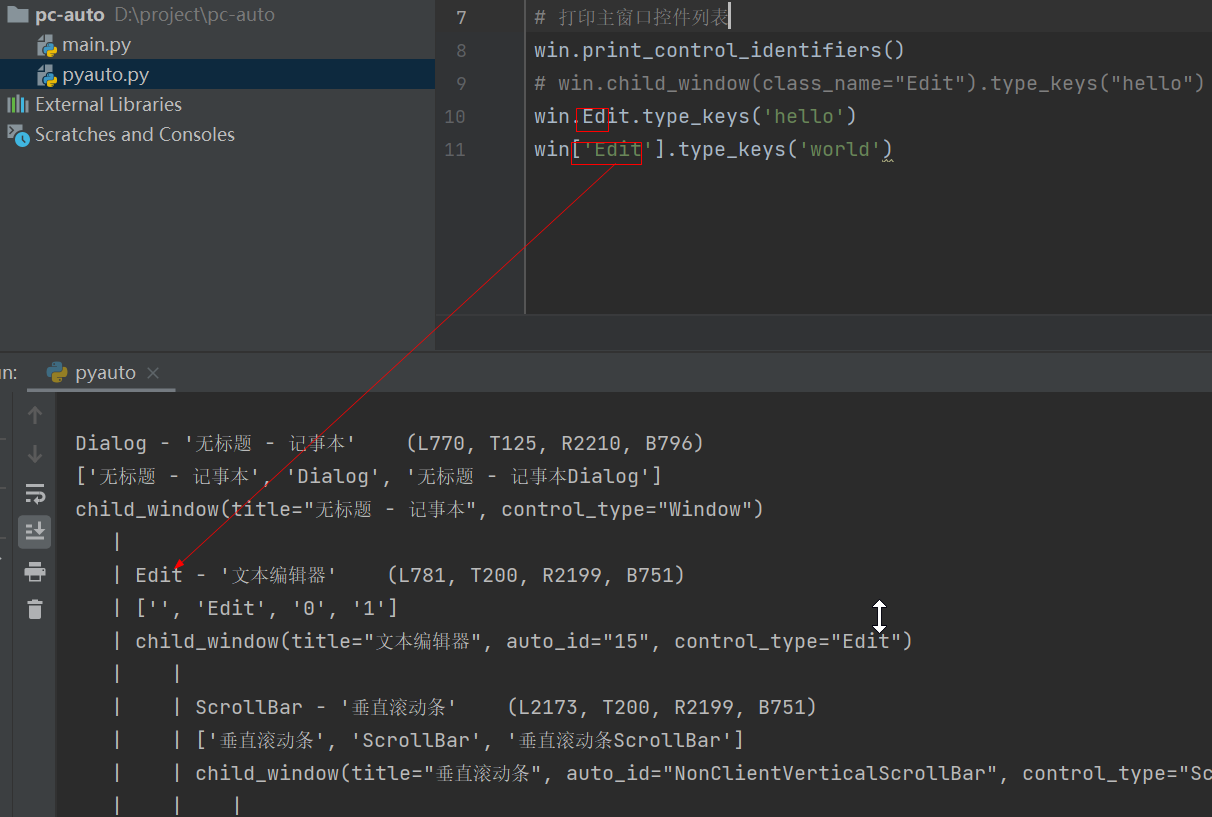 pc-auto D:\project\pc-auto
main.py
pyauto.py
External Libraries
Scratches and Consoles
7 # 打印主窗口控件列表
8 win.print_control_identifiers()
9 # win.child_window(class_name="Edit").type_keys("hello")
10 win.Edit.type_keys('hello')
11 win['Edit'].type_keys('world')
un: pyauto
Dialog - '无标题 - 记事本' (L770, T125, R2210, B796)
['无标题 - 记事本', 'Dialog', '无标题 - 记事本Dialog']
child_window(title="无标题 - 记事本", control_type="Window")
|
| Edit - '文本编辑器' (L781, T200, R2199, B751)
| ['', 'Edit', '0', '1']
| child_window(title="文本编辑器", auto_id="15", control_type="Edit")
| |
| | ScrollBar - '垂直滚动条' (L2173, T200, R2199, B751)
| | ['垂直滚动条', 'ScrollBar', '垂直滚动条ScrollBar']
| | child_window(title="垂直滚动条", auto_id="NonClientVerticalScrollBar", control_type="Sc
| | |